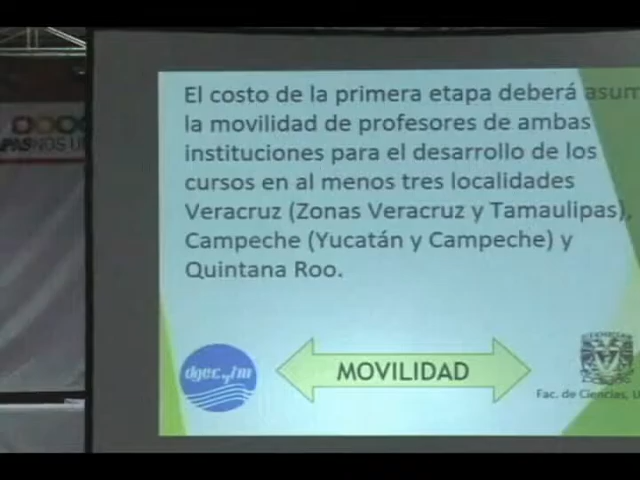 El costo de la primera etapa deberá asum
la movilidad de profesores de ambas
instituciones para el desarrollo de los
cursos en al menos tres localidades
Veracruz (Zonas Veracruz y Tamaulipas),
Campeche (Yucatán y Campeche) y
Quintana Roo.
APASNOS U
dgecytm
MOVILIDAD
Fac. de Ciencias, U